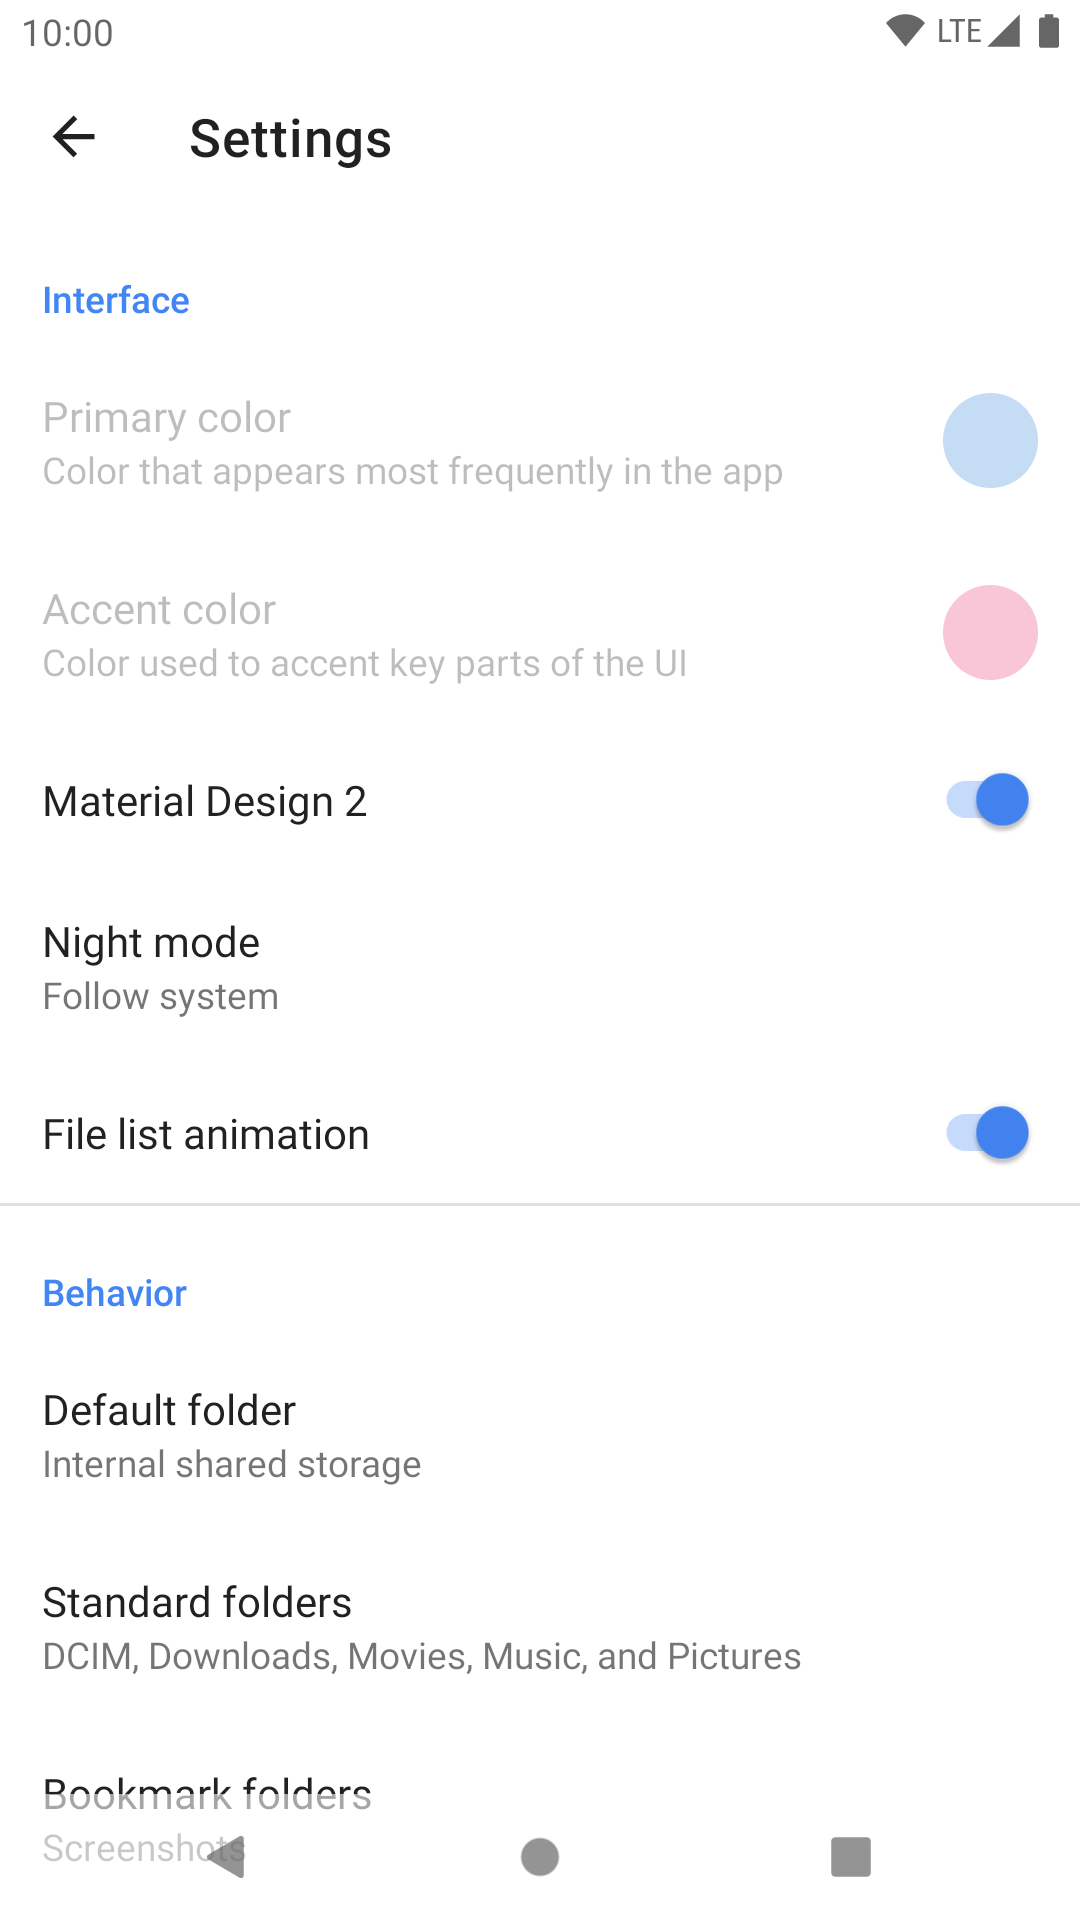 10:00
LTE
Settings
Interface
Primary color
Color that appears most frequently in the app
Accent color
Color used to accent key parts of the UI
Material Design 2
Night mode
Follow system
File list animation
Behavior
Default folder
Internal shared storage
Standard folders
DCIM, Downloads, Movies, Music, and Pictures
Bookmark folders
Screenshots